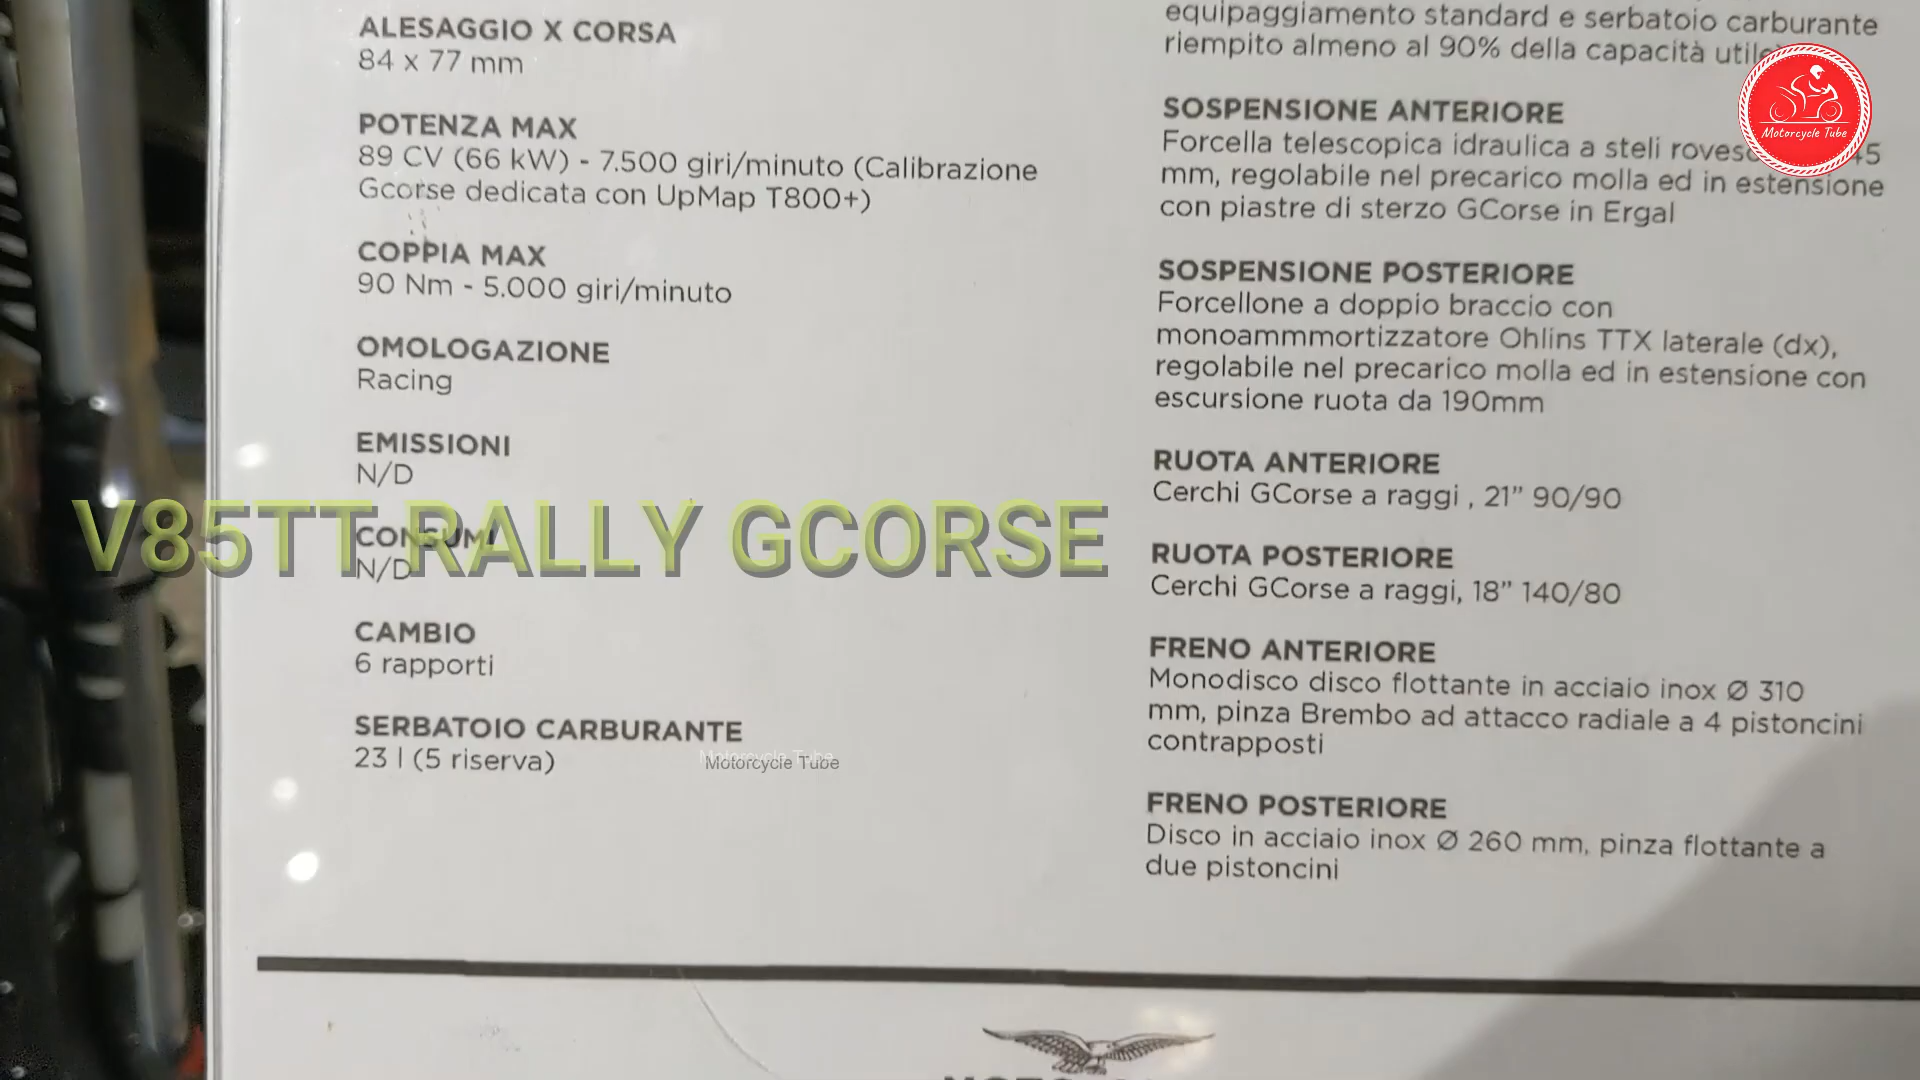 ALESAGGIO X CORSA
84 x 77 mm
POTENZA MAX
89 CV (66 kW) - 7.500 giri/minuto (Calibrazione
Gcorse dedicata con UpMap T800+)
COPPIA MAX
90 Nm - 5.000 giri/minuto
OMOLOGAZIONE
Racing
EMISSIONI
N/D
V85TT RALLY GCORSE
CONSUMI
N/D
CAMBIO
6 rapporti
SERBATOIO CARBURANTE
23 l (5 riserva)
Motorcycle Tube
equipaggiamento standard e serbatoio carburante
riempito almeno al 90% della capacità
Motorcycle Tube
SOSPENSIONE ANTERIORE
Forcella telescopica idraulica a steli
mm, regolabile nel precarico molla ed in estensione
con piastre di sterzo GCorse in Ergal
SOSPENSIONE POSTERIORE
Forcellone a doppio braccio con
monoammmortizzatore Ohlins TTX laterale (dx),
regolabile nel precarico molla ed in estensione con
escursione ruota da 190mm
RUOTA ANTERIORE
Cerchi GCorse a raggi , 21” 90/90
RUOTA POSTERIORE
Cerchi GCorse a raggi, 18” 140/80
FRENO ANTERIORE
Monodisco disco flottante in acciaio inox Ø 310
mm, pinza Brembo ad attacco radiale a 4 pistoncini
contrapposti
FRENO POSTERIORE
Disco in acciaio inox Ø 260 mm, pinza flottante a
due pistoncini